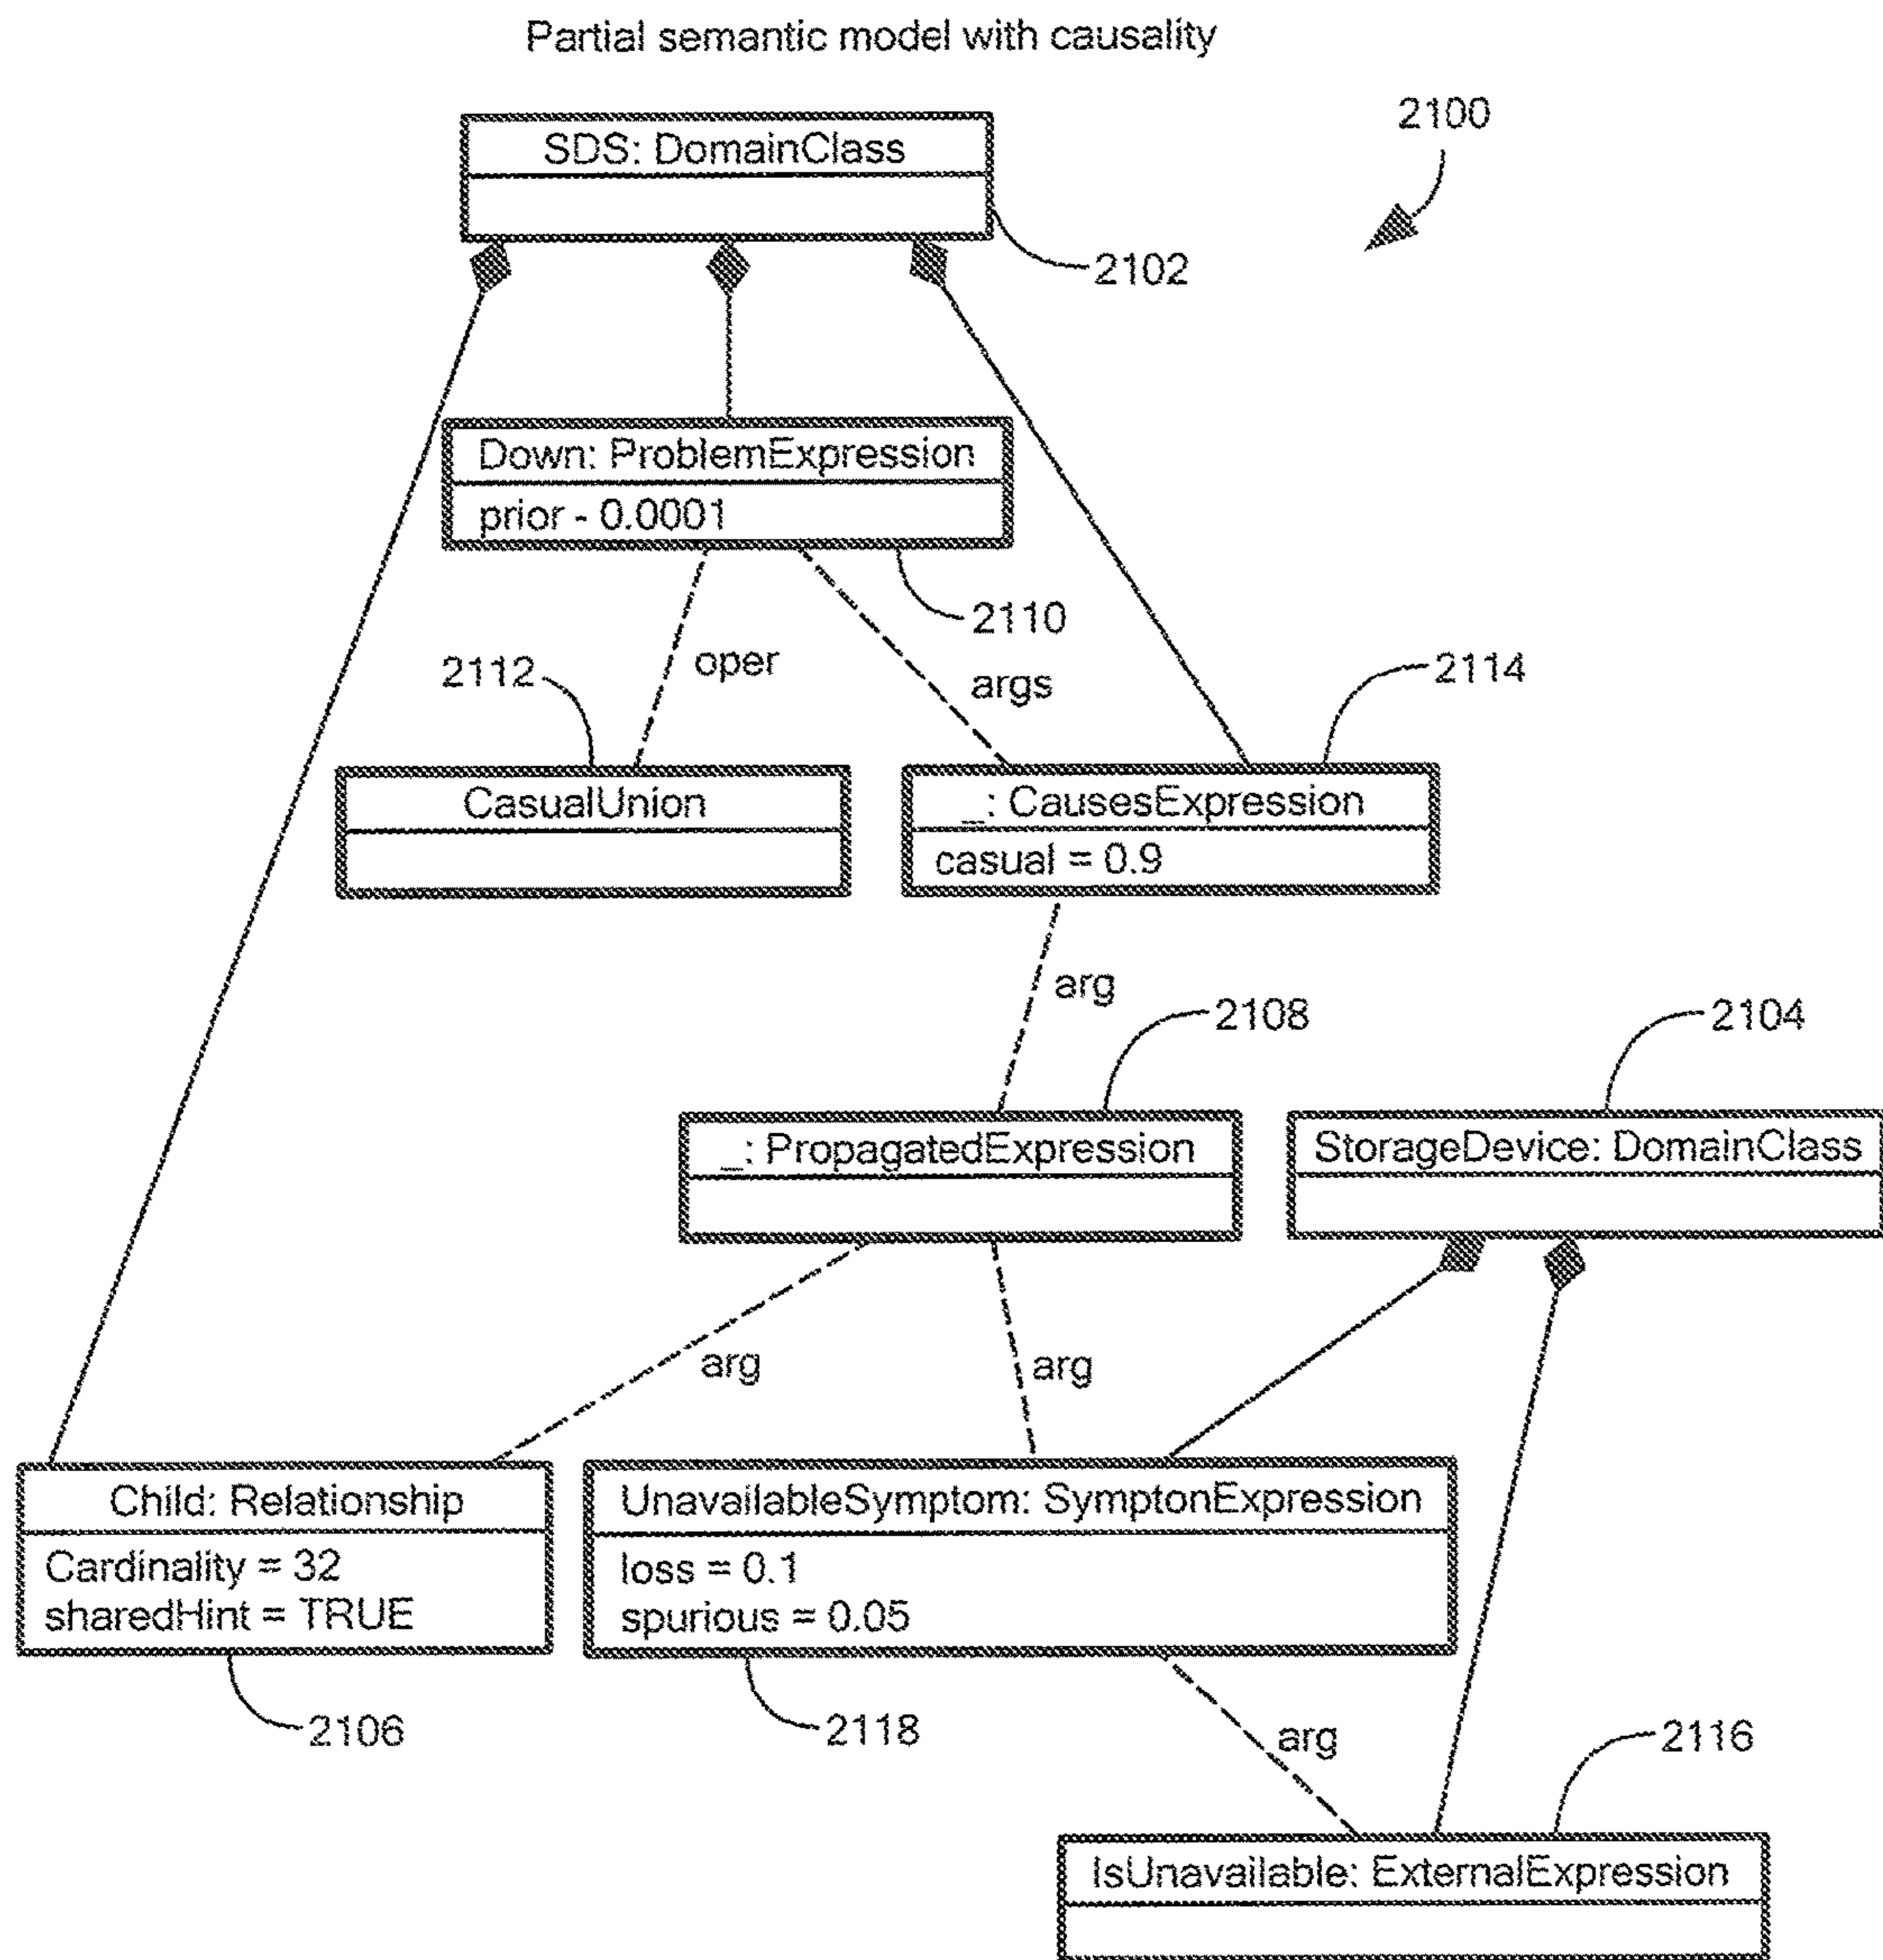 Partial semantic model with causality
2100
SDS: DomainClass
2102
Down: ProblemExpression
prior - 0.0001
2110
oper
args
2112
2114
CasualUnion
_: CausesExpression
casual = 0.9
arg
2108
2104
_: PropagatedExpression
StorageDevice: DomainClass
arg
arg
Child: Relationship
Cardinality = 32
sharedHint = TRUE
UnavailableSymptom: SymptonExpression
loss = 0.1
spurious = 0.05
2106
2118
arg
2116
IsUnavailable: ExternalExpression